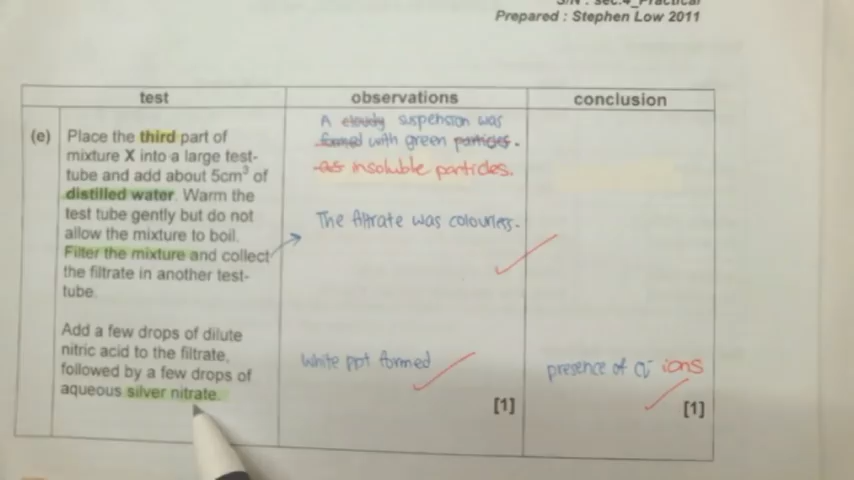 S/N : sec.4_Practical
Prepared : Stephen Low 2011
test
observations
conclusion
(e)
Place the third part of
mixture X into a large test-
tube and add about 5cm³ of
distilled water. Warm the
test tube gently but do not
allow the mixture to boil.
Filter the mixture and collect
the filtrate in another test-
tube.
A cloudy suspension was
formed with green particles.
insoluble particles.
The filtrate was colourless.
Add a few drops of dilute
nitric acid to the filtrate,
followed by a few drops of
aqueous silver nitrate.
White ppt formed
[1]
presence of Cl⁻ ions
[1]